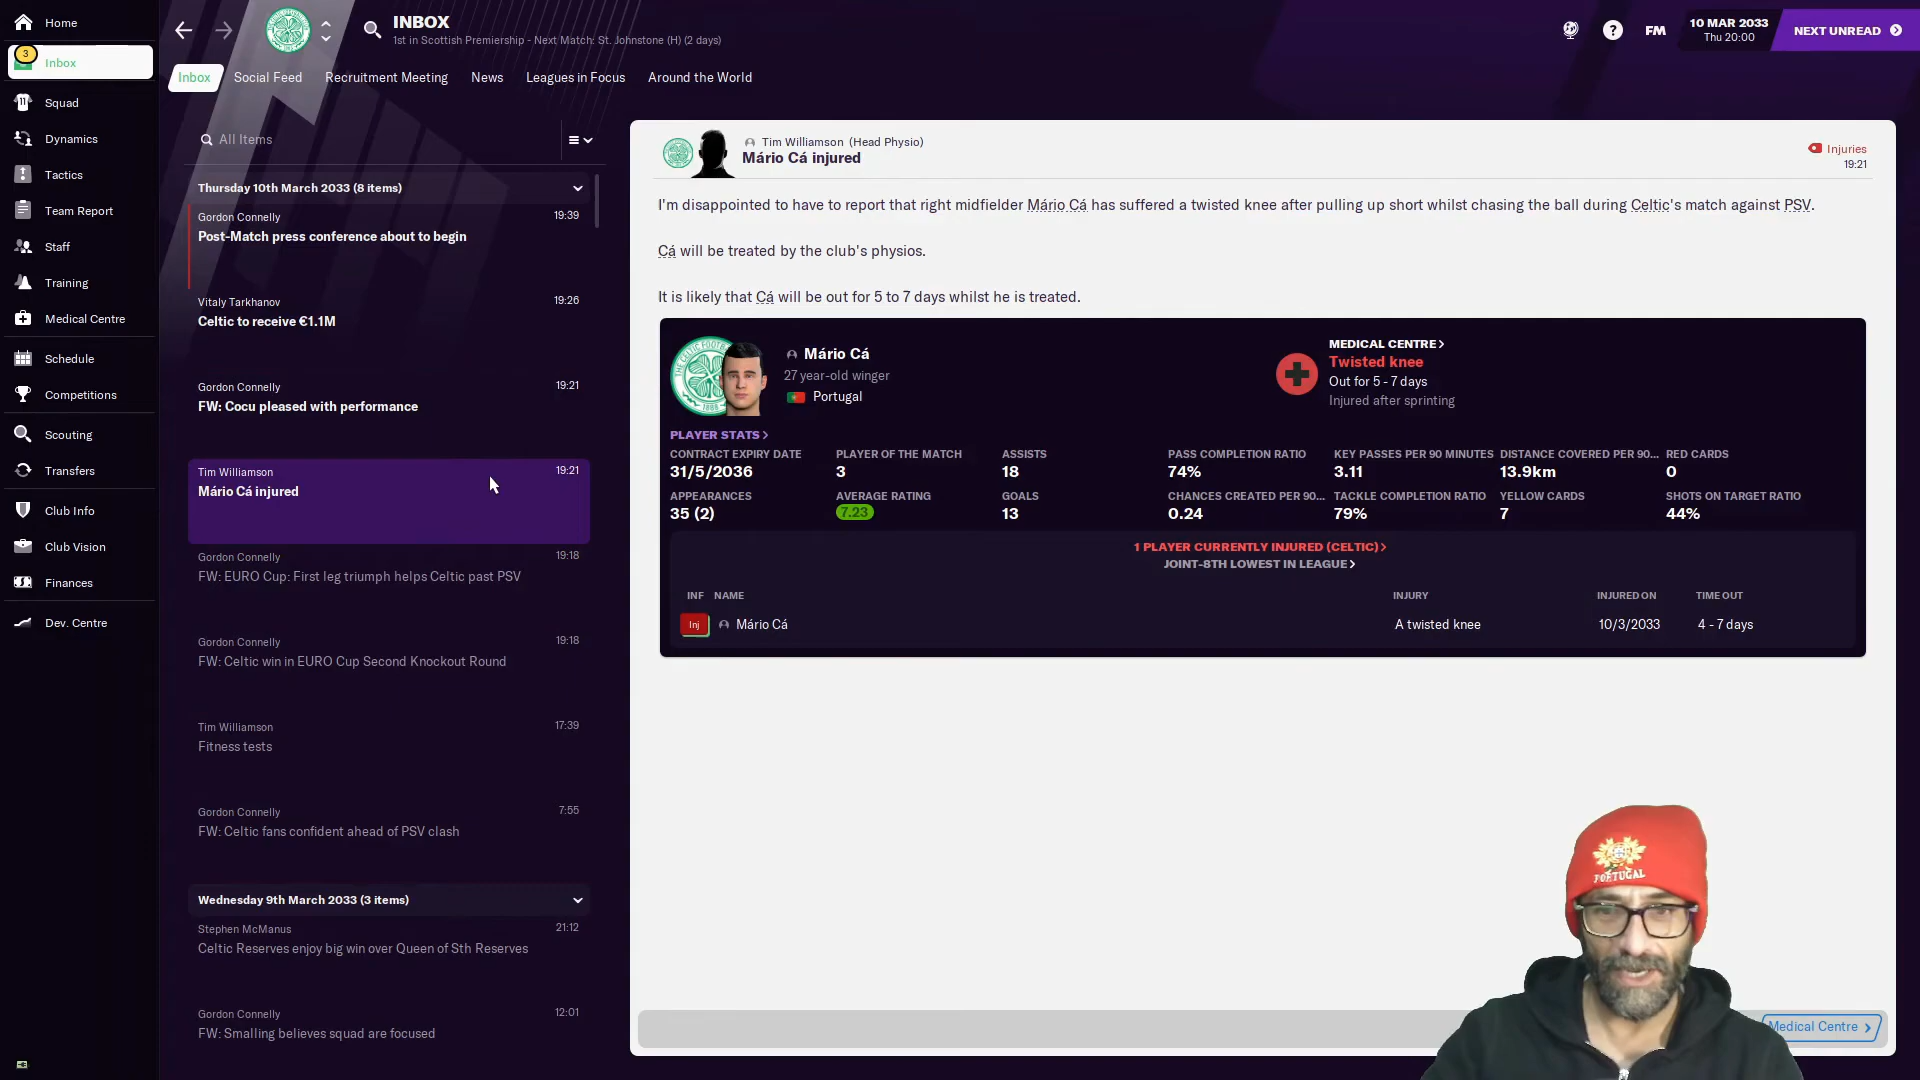 Home
3
Inbox
Squad
Dynamics
Tactics
Team Report
Staff
Training
Medical Centre
Schedule
Competitions
Scouting
Transfers
Club Info
Club Vision
Finances
Dev. Centre
INBOX
1st in Scottish Premiership - Next Match: St. Johnstone (H) (2 days)
?
FM
10 MAR 2033
Thu 20:00
NEXT UNREAD
Inbox
Social Feed
Recruitment Meeting
News
Leagues in Focus
Around the World
All Items
Thursday 10th March 2033 (8 items)
Gordon Connelly 19:39
Post-Match press conference about to begin
Vitaly Tarkhanov 19:26
Celtic to receive €1.1M
Gordon Connelly 19:21
FW: Cocu pleased with performance
Tim Williamson 19:21
Mário Cá injured
Gordon Connelly 19:18
FW: EURO Cup: First leg triumph helps Celtic past PSV
Gordon Connelly 19:18
FW: Celtic win in EURO Cup Second Knockout Round
Tim Williamson 17:39
Fitness tests
Gordon Connelly 7:55
FW: Celtic fans confident ahead of PSV clash
Wednesday 9th March 2033 (3 items)
Stephen McManus 21:12
Celtic Reserves enjoy big win over Queen of Sth Reserves
Gordon Connelly 12:01
FW: Smalling believes squad are focused
Tim Williamson (Head Physio)
Mário Cá injured
Injuries
19:21
I'm disappointed to have to report that right midfielder Mário Cá has suffered a twisted knee after pulling up short whilst chasing the ball during Celtic's match against PSV.
Cá will be treated by the club's physios.
It is likely that Cá will be out for 5 to 7 days whilst he is treated.
Mário Cá
27 year-old winger
Portugal
MEDICAL CENTRE >
Twisted knee
Out for 5 - 7 days
Injured after sprinting
PLAYER STATS >
CONTRACT EXPIRY DATE PLAYER OF THE MATCH ASSISTS PASS COMPLETION RATIO KEY PASSES PER 90 MINUTES DISTANCE COVERED PER 90... RED CARDS
31/5/2036 3 18 74% 3.11 13.9km 0
APPEARANCES AVERAGE RATING GOALS CHANCES CREATED PER 90... TACKLE COMPLETION RATIO YELLOW CARDS SHOTS ON TARGET RATIO
35 (2) 7.23 13 0.24 79% 7 44%
1 PLAYER CURRENTLY INJURED (CELTIC) >
JOINT-8TH LOWEST IN LEAGUE >
INF NAME INJURY INJURED ON TIME OUT
Inj Mário Cá A twisted knee 10/3/2033 4 - 7 days
PORTUGAL
Medical Centre >